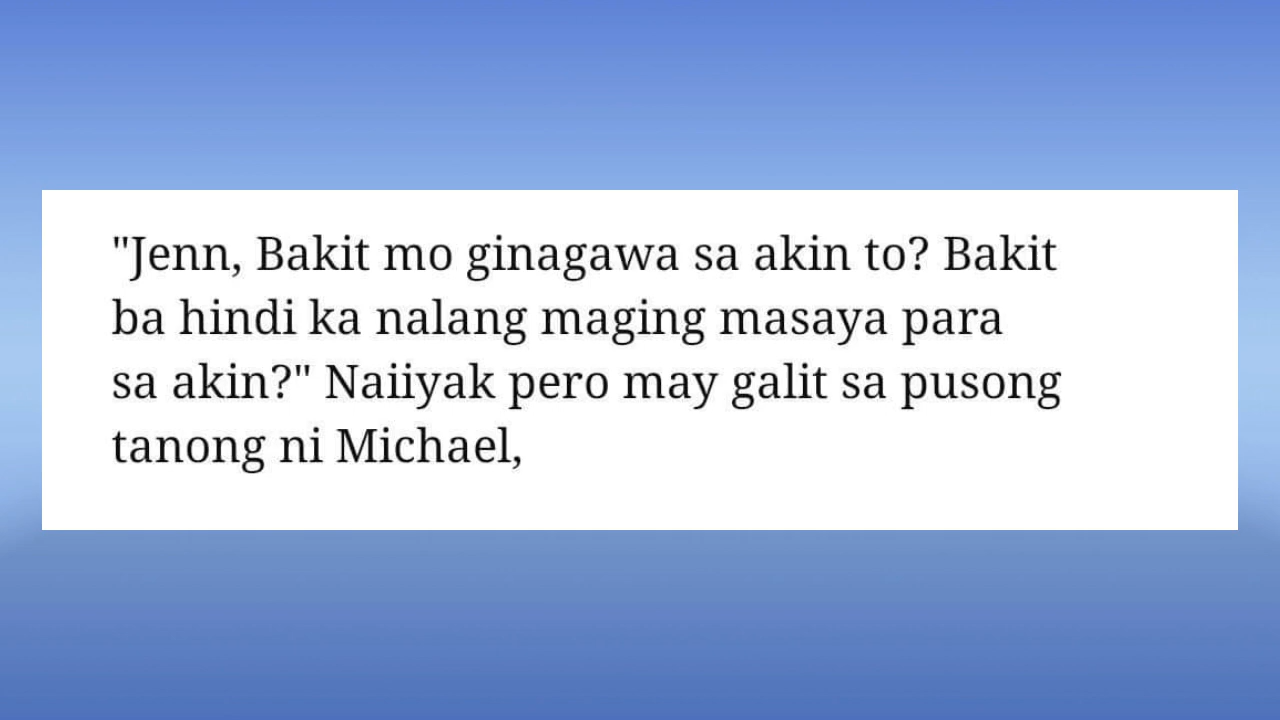 "Jenn, Bakit mo ginagawa sa akin to? Bakit
ba hindi ka nalang maging masaya para
sa akin?" Naiiyak pero may galit sa pusong
tanong ni Michael,